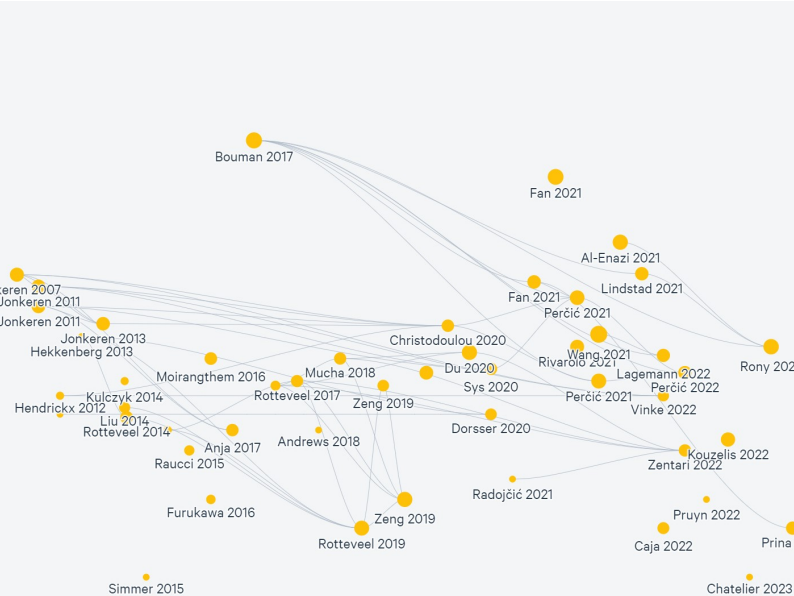 Bouman 2017
Fan 2021
Al-Enazi 2021
Lindstad 2021
keren 2007
Jonkeren 2011
Fan 2021
Perčić 2021
Jonkeren 2011
Jonkeren 2013
Christodoulou 2020
Hekkenberg 2013
Wang 2021
Rivarolo 2021
Rony 202
Moirangthem 2016
Mucha 2018
Du 2020
Lagemann 2022
Sys 2020
Perčić 2022
Kulczyk 2014
Rotteveel 2017
Perčić 2021
Hendrickx 2012
Zeng 2019
Vinke 2022
Liu 2014
Rotteveel 2014
Dorsser 2020
Anja 2017
Andrews 2018
Kouzelis 2022
Raucci 2015
Zentari 2022
Radojčić 2021
Furukawa 2016
Zeng 2019
Pruyn 2022
Rotteveel 2019
Caja 2022
Prina
Simmer 2015
Chatelier 2023